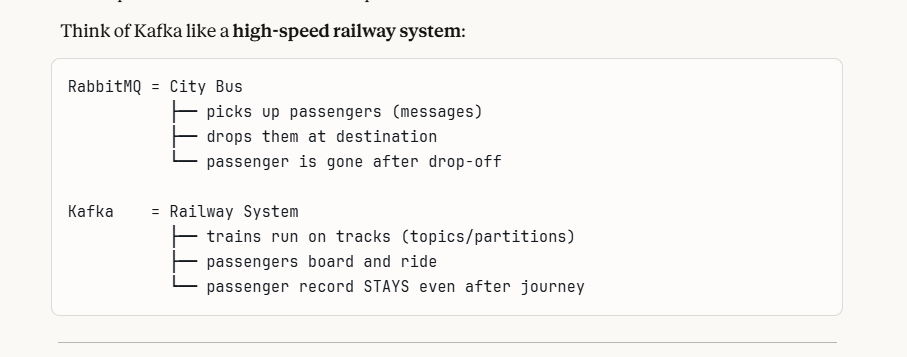 Think of Kafka like a high-speed railway system:
RabbitMQ = City Bus
├── picks up passengers (messages)
├── drops them at destination
└── passenger is gone after drop-off
Kafka    = Railway System
├── trains run on tracks (topics/partitions)
├── passengers board and ride
└── passenger record STAYS even after journey